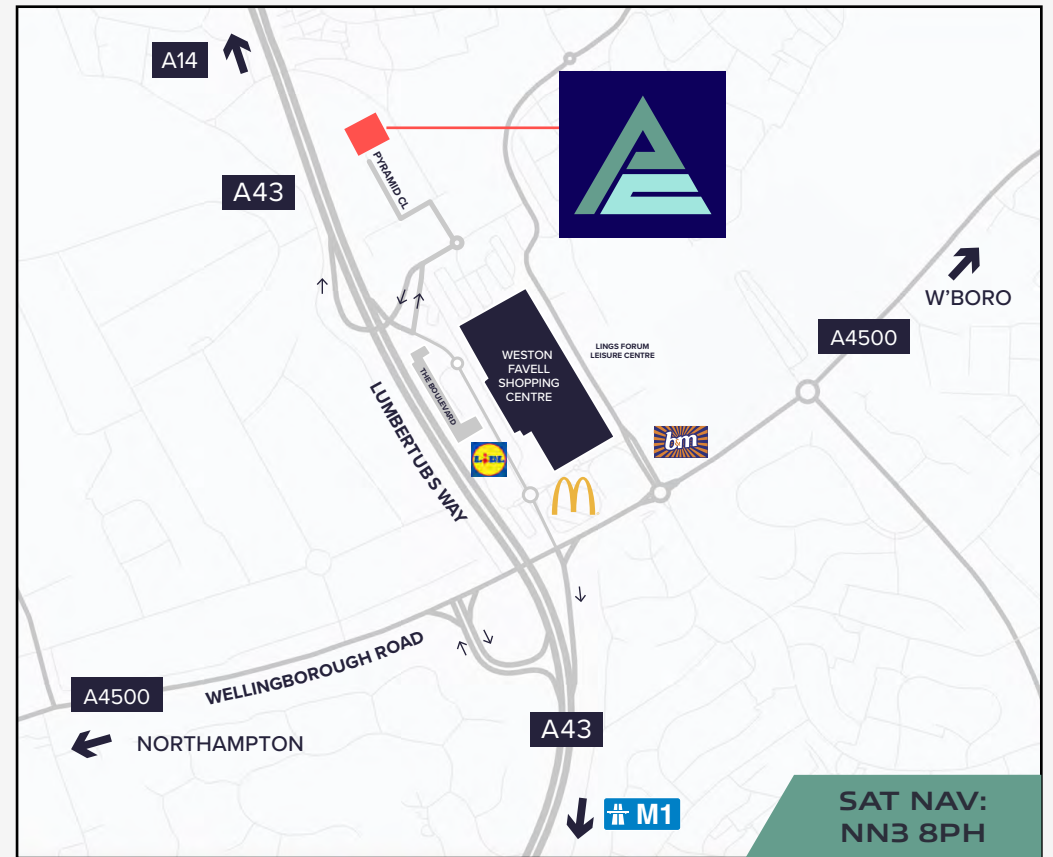 A14
A43
PYRAMID CL
W'BORO
A4500
LINGS FORUM
LEISURE CENTRE
WESTON
FAVELL
SHOPPING
CENTRE
THE BOULEVARD
LUMBERTUBS WAY
LIDL
b&m
M
WELLINGBOROUGH ROAD
A4500
NORTHAMPTON
A43
M1
SAT NAV:
NN3 8PH